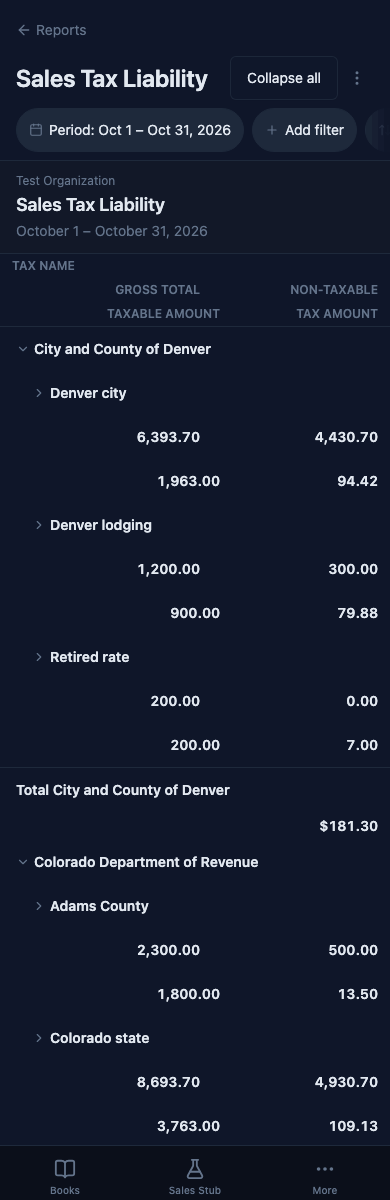 Reports
Sales Tax Liability
Collapse all
Period: Oct 1 – Oct 31, 2026
Add filter
Test Organization
Sales Tax Liability
October 1 – October 31, 2026
TAX NAME
GROSS TOTAL NON-TAXABLE
TAXABLE AMOUNT TAX AMOUNT
City and County of Denver
Denver city
6,393.70 4,430.70
1,963.00 94.42
Denver lodging
1,200.00 300.00
900.00 79.88
Retired rate
200.00 0.00
200.00 7.00
Total City and County of Denver
$181.30
Colorado Department of Revenue
Adams County
2,300.00 500.00
1,800.00 13.50
Colorado state
8,693.70 4,930.70
3,763.00 109.13
Books Sales Stub More